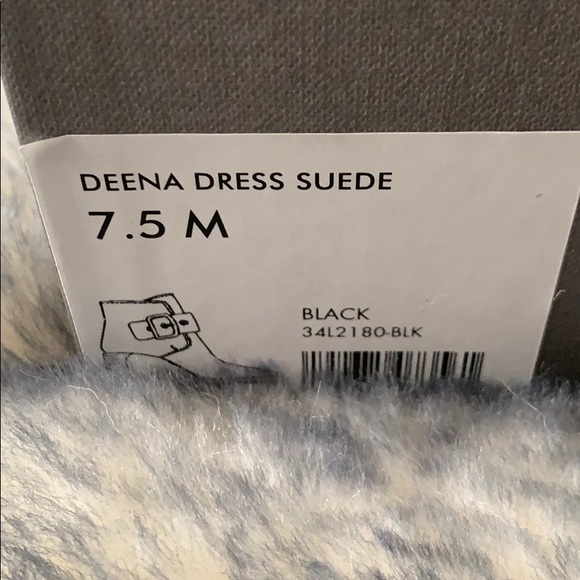 DEENA DRESS SUEDE
7.5 M
BLACK
34L2180-BLK